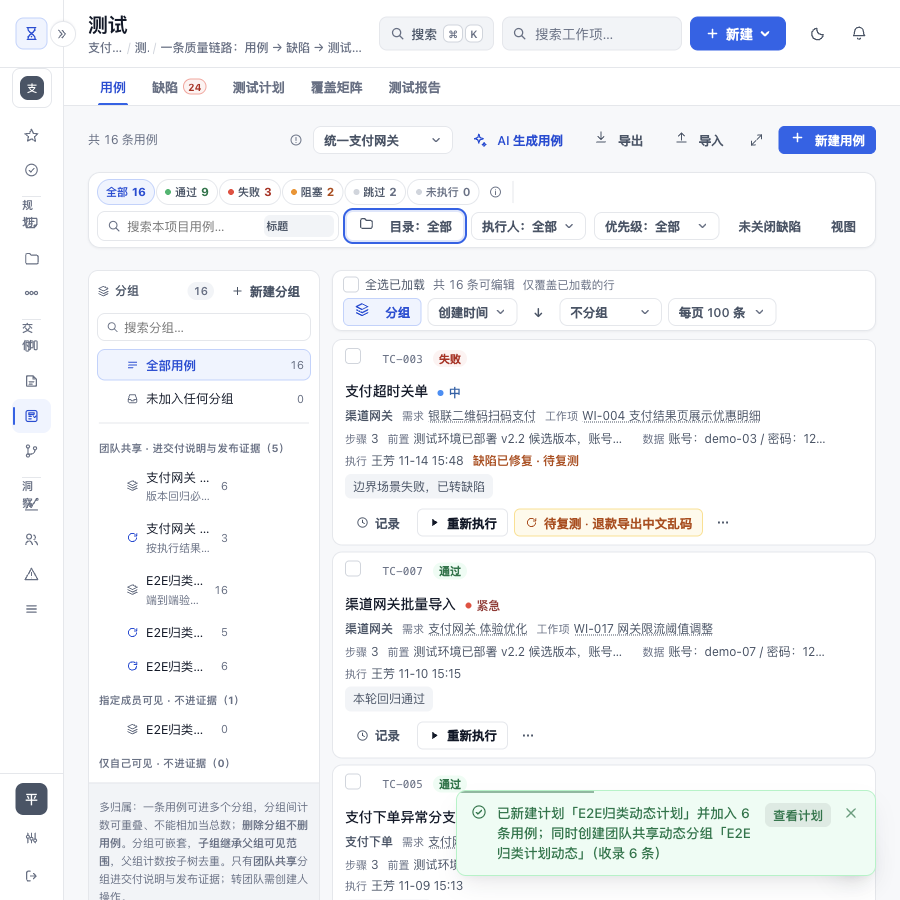 测试
支付… / 测. / 一条质量链路：用例 → 缺陷 → 测试…
搜索 ⌘ K
搜索工作项…
+ 新建
支
用例
缺陷 24
测试计划
覆盖矩阵
测试报告
共 16 条用例
统一支付网关
AI 生成用例
导出
导入
+ 新建用例
全部 16
通过 9
失败 3
阻塞 2
跳过 2
未执行 0
搜索本项目用例…
标题
目录：全部
执行人：全部
优先级：全部
未关闭缺陷
视图
规
交
洞
平
分组
16
+ 新建分组
搜索分组…
全部用例 16
未加入任何分组 0
团队共享 · 进交付说明与发布证据（5）
支付网关 … 6
版本回归必…
支付网关 … 3
按执行结果…
E2E归类… 16
端到端验…
E2E归类… 5
E2E归类… 6
指定成员可见 · 不进证据（1）
E2E归类… 0
仅自己可见 · 不进证据（0）
多归属：一条用例可进多个分组，分组间计
数可重叠、不能相加当总数；删除分组不删
用例。分组可嵌套，子组继承父组可见范
围，父组计数按子树去重。只有团队共享分
组进交付说明与发布证据；转团队需创建人
操作。
全选已加载 共 16 条可编辑 仅覆盖已加载的行
分组
创建时间
↓
不分组
每页 100 条
TC-003 失败
支付超时关单 中
渠道网关 需求 银联二维码扫码支付 工作项 WI-004 支付结果页展示优惠明细
步骤 3 前置 测试环境已部署 v2.2 候选版本，账号… 数据 账号：demo-03 / 密码：12…
执行 王芳 11-14 15:48 缺陷已修复 · 待复测
边界场景失败，已转缺陷
记录
重新执行
待复测 · 退款导出中文乱码
…
TC-007 通过
渠道网关批量导入 紧急
渠道网关 需求 支付网关 体验优化 工作项 WI-017 网关限流阈值调整
步骤 3 前置 测试环境已部署 v2.2 候选版本，账号… 数据 账号：demo-07 / 密码：12…
执行 王芳 11-10 15:15
本轮回归通过
记录
重新执行
…
TC-005 通过
支付下单异常分支
支付下单 需求
步骤 3 前置 测试环
执行 王芳 11-09 15:13
已新建计划「E2E归类动态计划」并加入 6
条用例；同时创建团队共享动态分组「E2E
归类计划动态」（收录 6 条）
查看计划